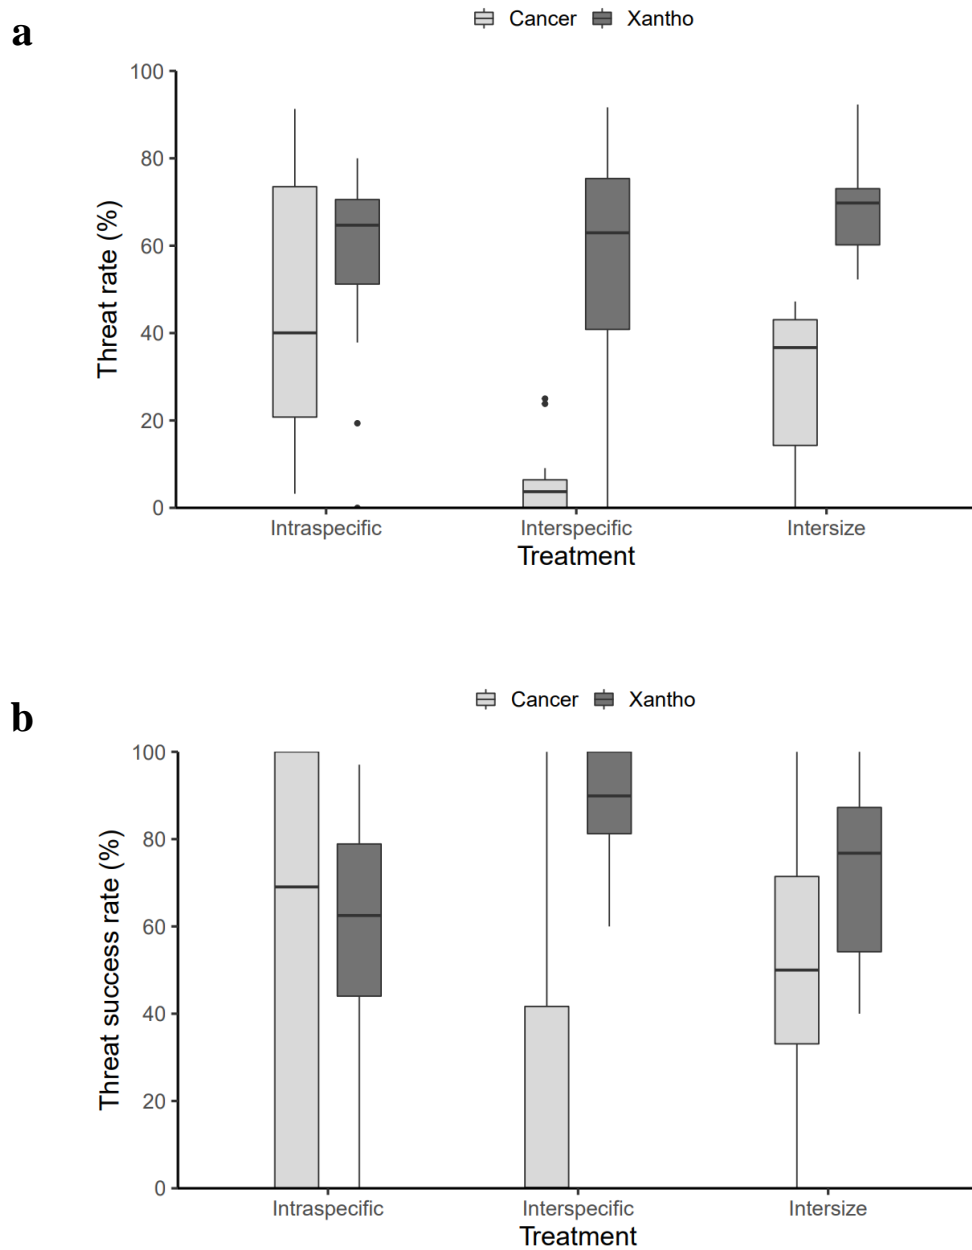 a
Cancer Xantho
100
80
60
40
20
0
Threat rate (%)
Intraspecific Interspecific Intersize
Treatment
b
Cancer Xantho
100
80
60
40
20
0
Threat success rate (%)
Intraspecific Interspecific Intersize
Treatment